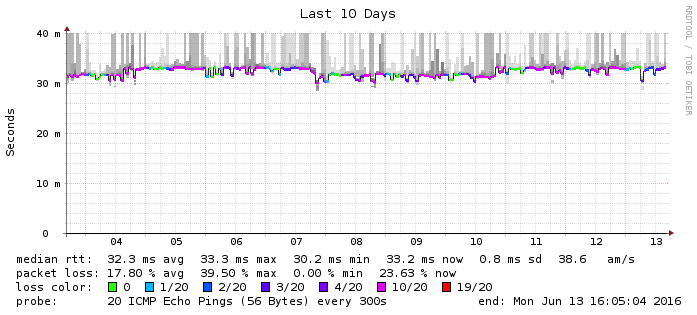 Last 10 Days
RRDTOOL / TOBI OETIKER
Seconds
40 m
30 m
20 m
10 m
0
04 05 06 07 08 09 10 11 12 13
median rtt: 32.3 ms avg 33.3 ms max 30.2 ms min 33.2 ms now 0.8 ms sd 38.6 am/s
packet loss: 17.80 % avg 39.50 % max 0.00 % min 23.63 % now
loss color: 0 1/20 2/20 3/20 4/20 10/20 19/20
probe: 20 ICMP Echo Pings (56 Bytes) every 300s end: Mon Jun 13 16:05:04 2016